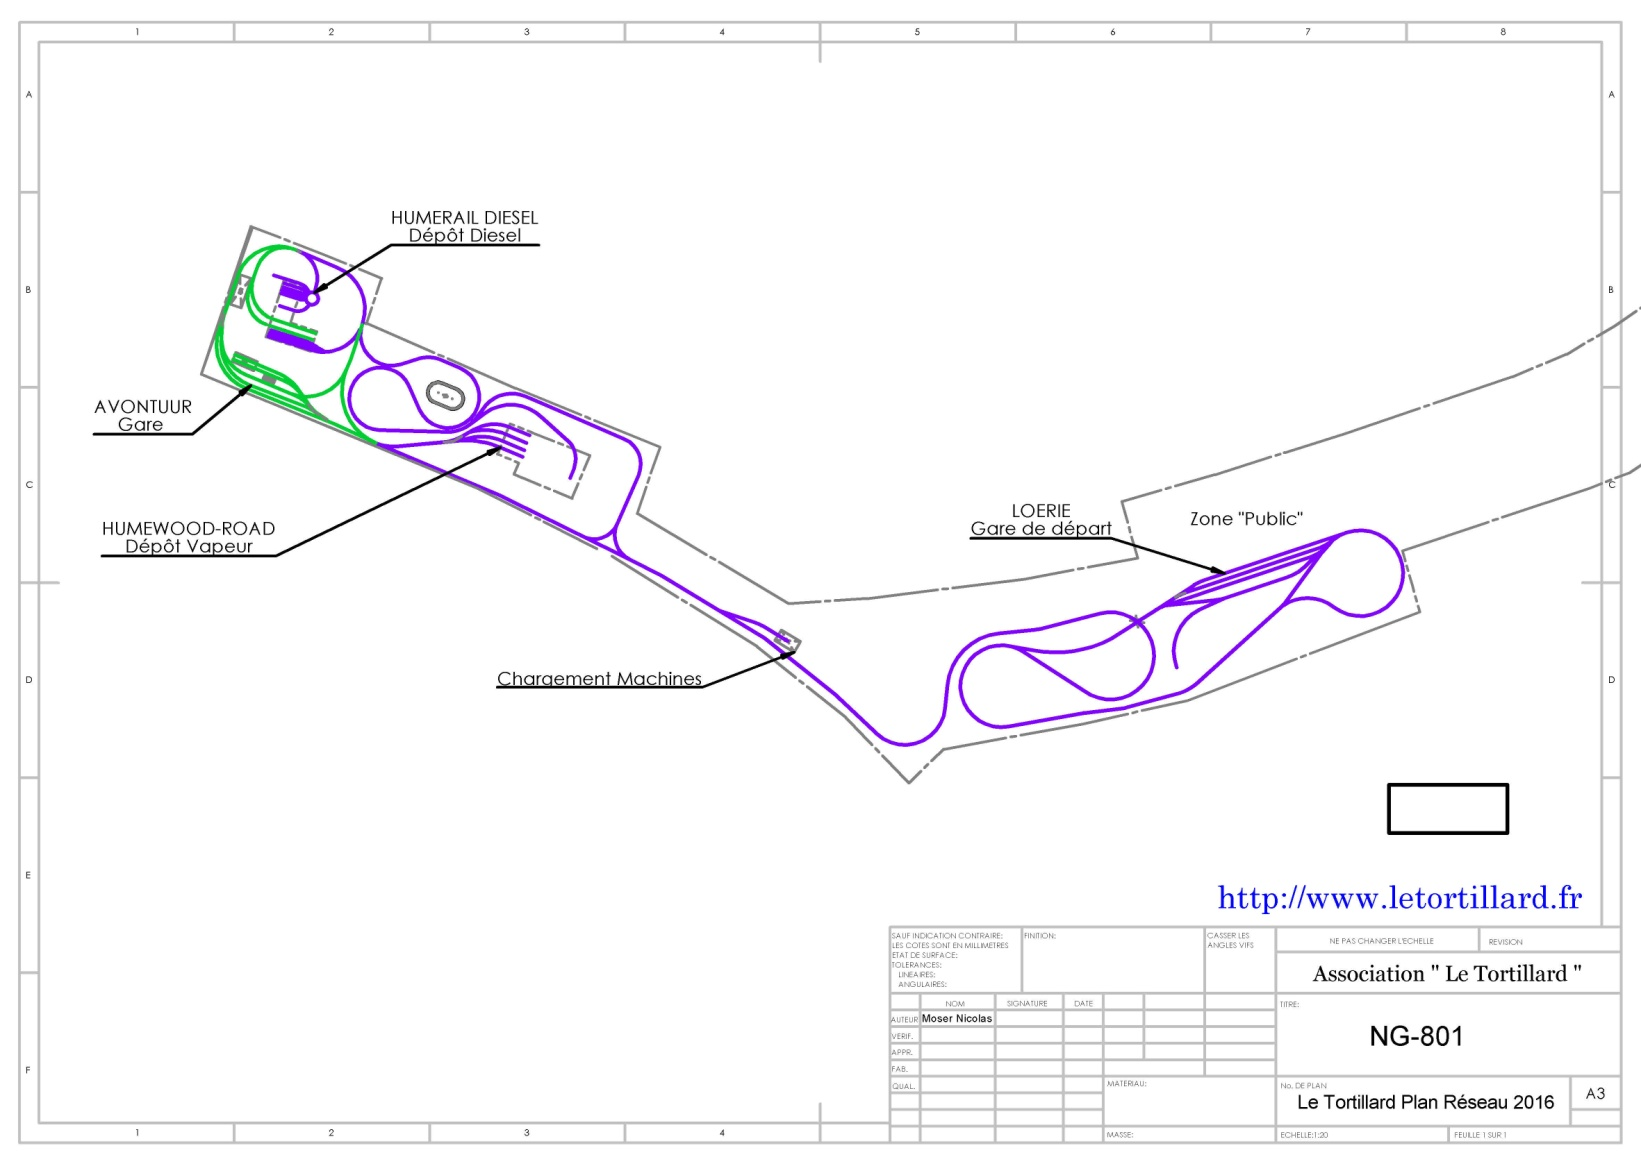 1 2 3 4 5 6 7 8
A A
HUMERAIL DIESEL
Dépôt Diesel
B B
AVONTUUR
Gare
C C
LOERIE
Gare de départ
Zone "Public"
HUMEWOOD-ROAD
Dépôt Vapeur
Chargement Machines
D D
E
http://www.letortillard.fr
SAUF INDICATION CONTRAIRE:
LES COTES SONT EN MILLIMETRES
ETAT DE SURFACE:
TOLERANCES:
LINEAIRES:
ANGULAIRES:
FINITION:
CASSER LES
ANGLES VIFS
NE PAS CHANGER L'ECHELLE
REVISION
Association " Le Tortillard "
NOM SIGNATURE DATE
AUTEUR Moser Nicolas
VERIF.
APPR.
FAB.
QUAL.
TITRE:
NG-801
F
MATERIAU:
No. DE PLAN
Le Tortillard Plan Réseau 2016
A3
MASSE:
ECHELLE:1:20
FEUILLE 1 SUR 1
1 2 3 4